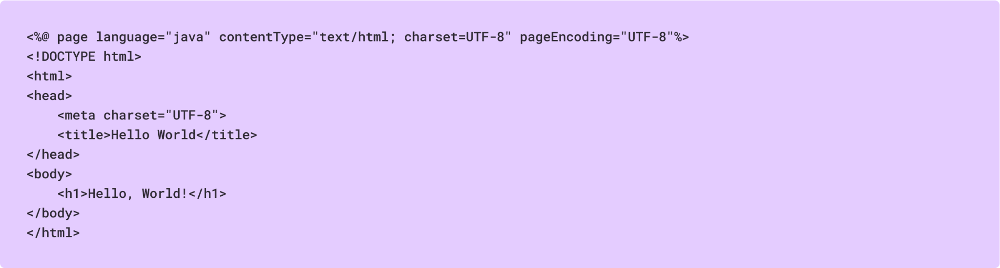 <%@ page language="java" contentType="text/html; charset=UTF-8" pageEncoding="UTF-8"%>
<!DOCTYPE html>
<html>
<head>
    <meta charset="UTF-8">
    <title>Hello World</title>
</head>
<body>
    <h1>Hello, World!</h1>
</body>
</html>